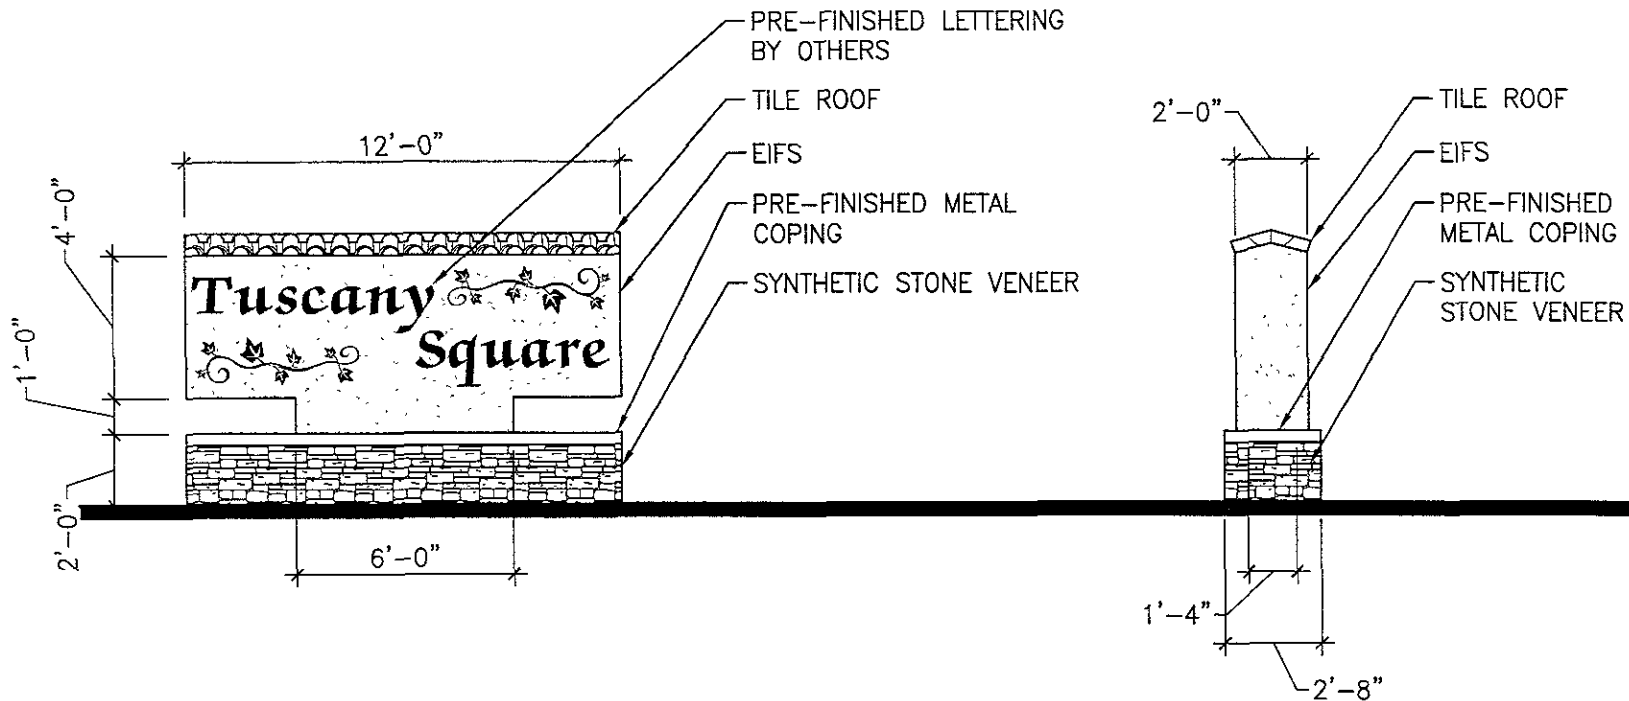 PRE-FINISHED LETTERING
BY OTHERS
TILE ROOF
EIFS
PRE-FINISHED METAL
COPING
SYNTHETIC STONE VENEER
12'-0"
4'-0"
1'-0"
2'-0"
Tuscany
Square
6'-0"
2'-0"
TILE ROOF
EIFS
PRE-FINISHED
METAL COPING
SYNTHETIC
STONE VENEER
1'-4"
2'-8"